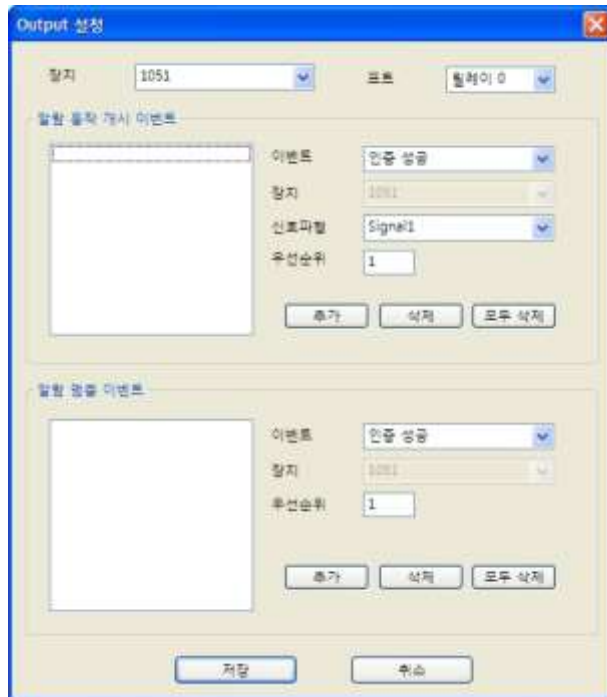 Output 설정
장치 1051 포트 릴레이 0
알람 동작 개시 이벤트
이벤트 인증 성공
장치 1051
신호파형 Signal1
우선순위 1
추가 삭제 모두 삭제
알람 멈춤 이벤트
이벤트 인증 성공
장치 1051
우선순위 1
추가 삭제 모두 삭제
저장 취소